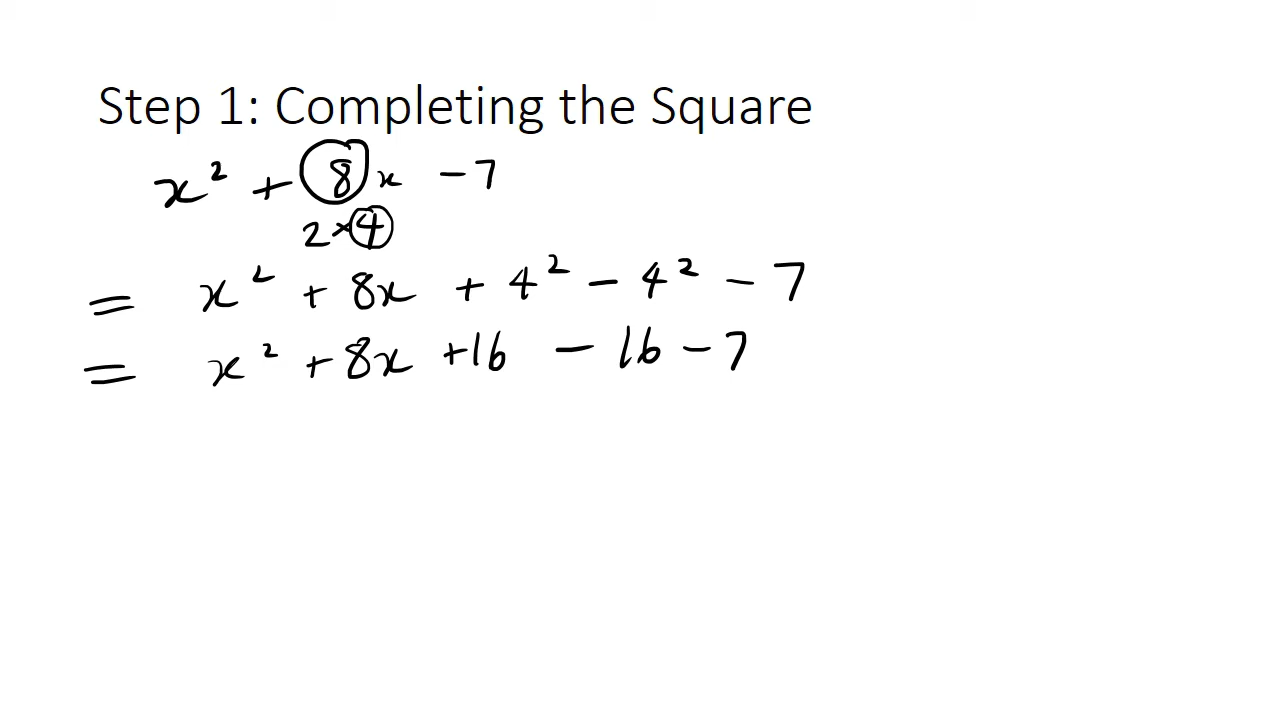 Step 1: Completing the Square
x² + 8x - 7
2×4
= x² + 8x + 4² - 4² - 7
= x² + 8x + 16 - 16 - 7